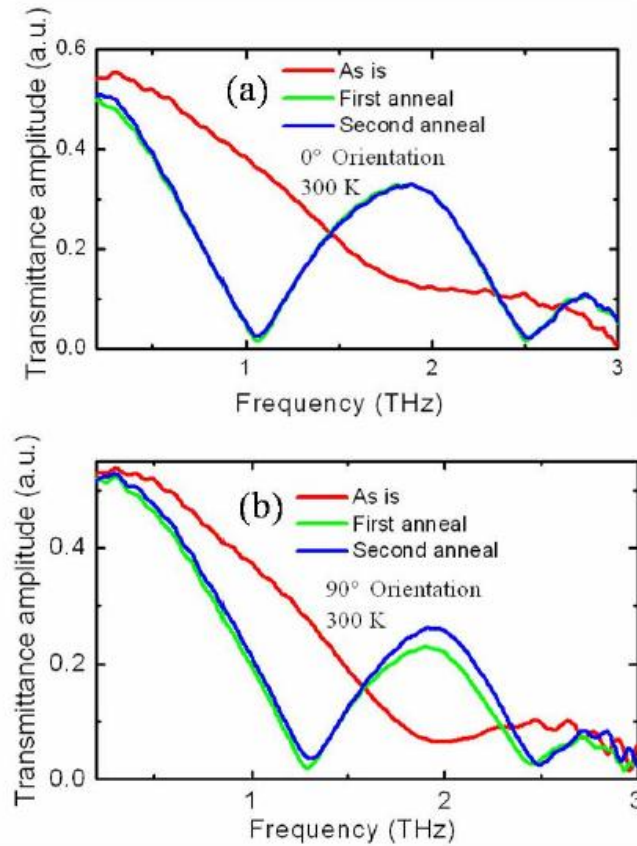 0.6
As is
(a)
First anneal
Second anneal
0.4
0° Orientation
300 K
0.2
0.0
1
2
3
Transmittance amplitude (a.u.)
Frequency (THz)
As is
(b)
First anneal
Second anneal
0.4
90° Orientation
300 K
0.2
0.0
1
2
3
Transmittance amplitude (a.u.)
Frequency (THz)